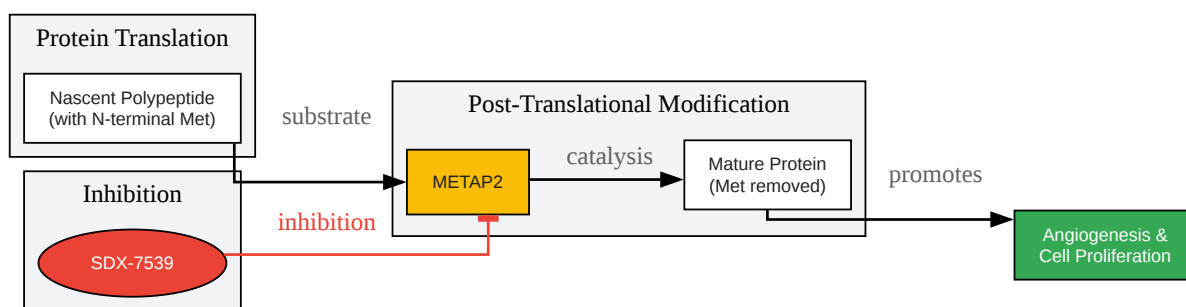 Protein Translation
Nascent Polypeptide
(with N-terminal Met)
substrate
Post-Translational Modification
METAP2
catalysis
Mature Protein
(Met removed)
promotes
Angiogenesis &
Cell Proliferation
Inhibition
SDX-7539
inhibition